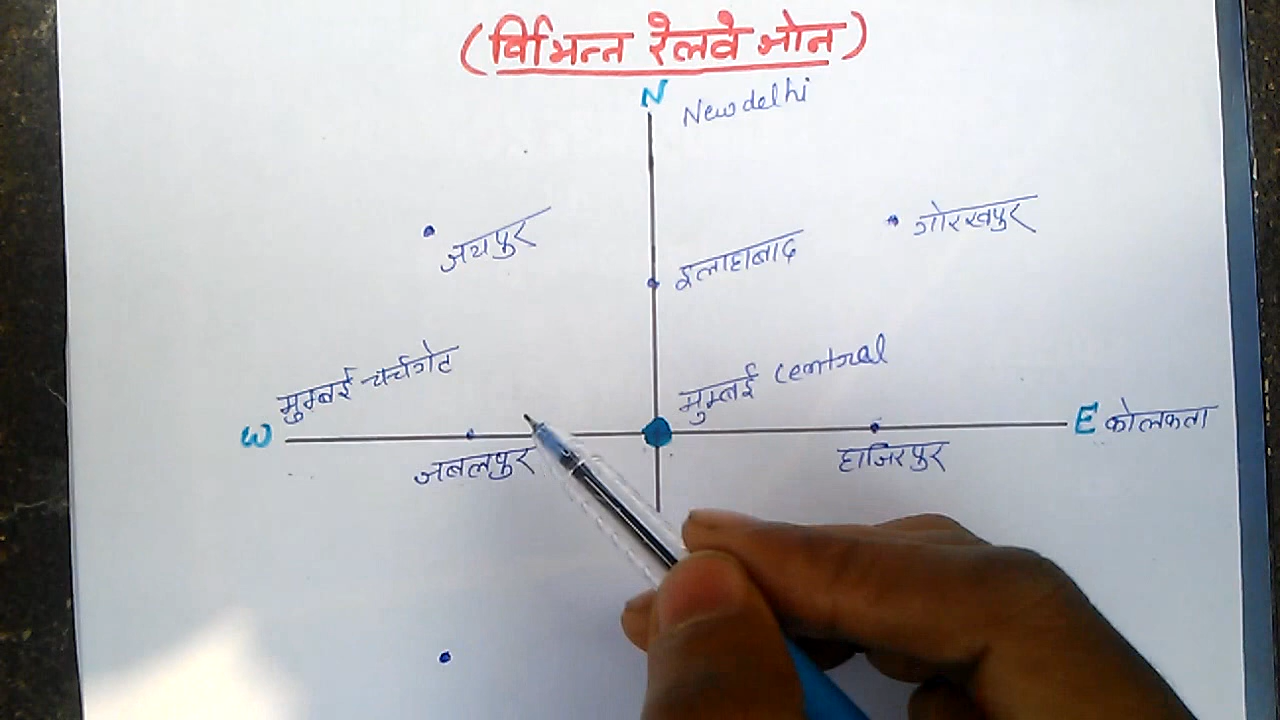 (विभिन्न रेलवे जोन)
N New delhi
जयपुर
गोरखपुर
इलाहाबाद
मुम्बई चर्चगेट
मुम्बई central
W
E कोलकता
जबलपुर
हाजिरपुर